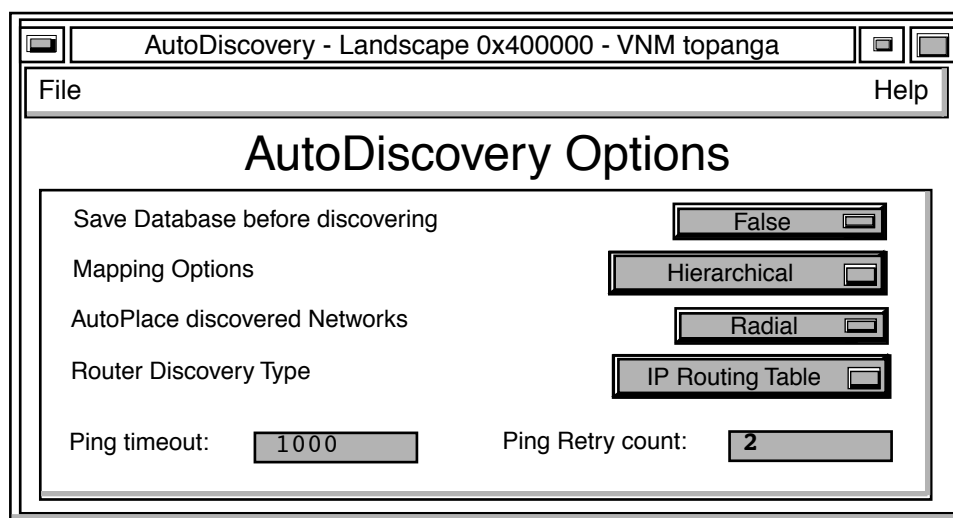 AutoDiscovery - Landscape 0x400000 - VNM topanga
File Help
AutoDiscovery Options
Save Database before discovering False
Mapping Options Hierarchical
AutoPlace discovered Networks Radial
Router Discovery Type IP Routing Table
Ping timeout: 1000 Ping Retry count: 2